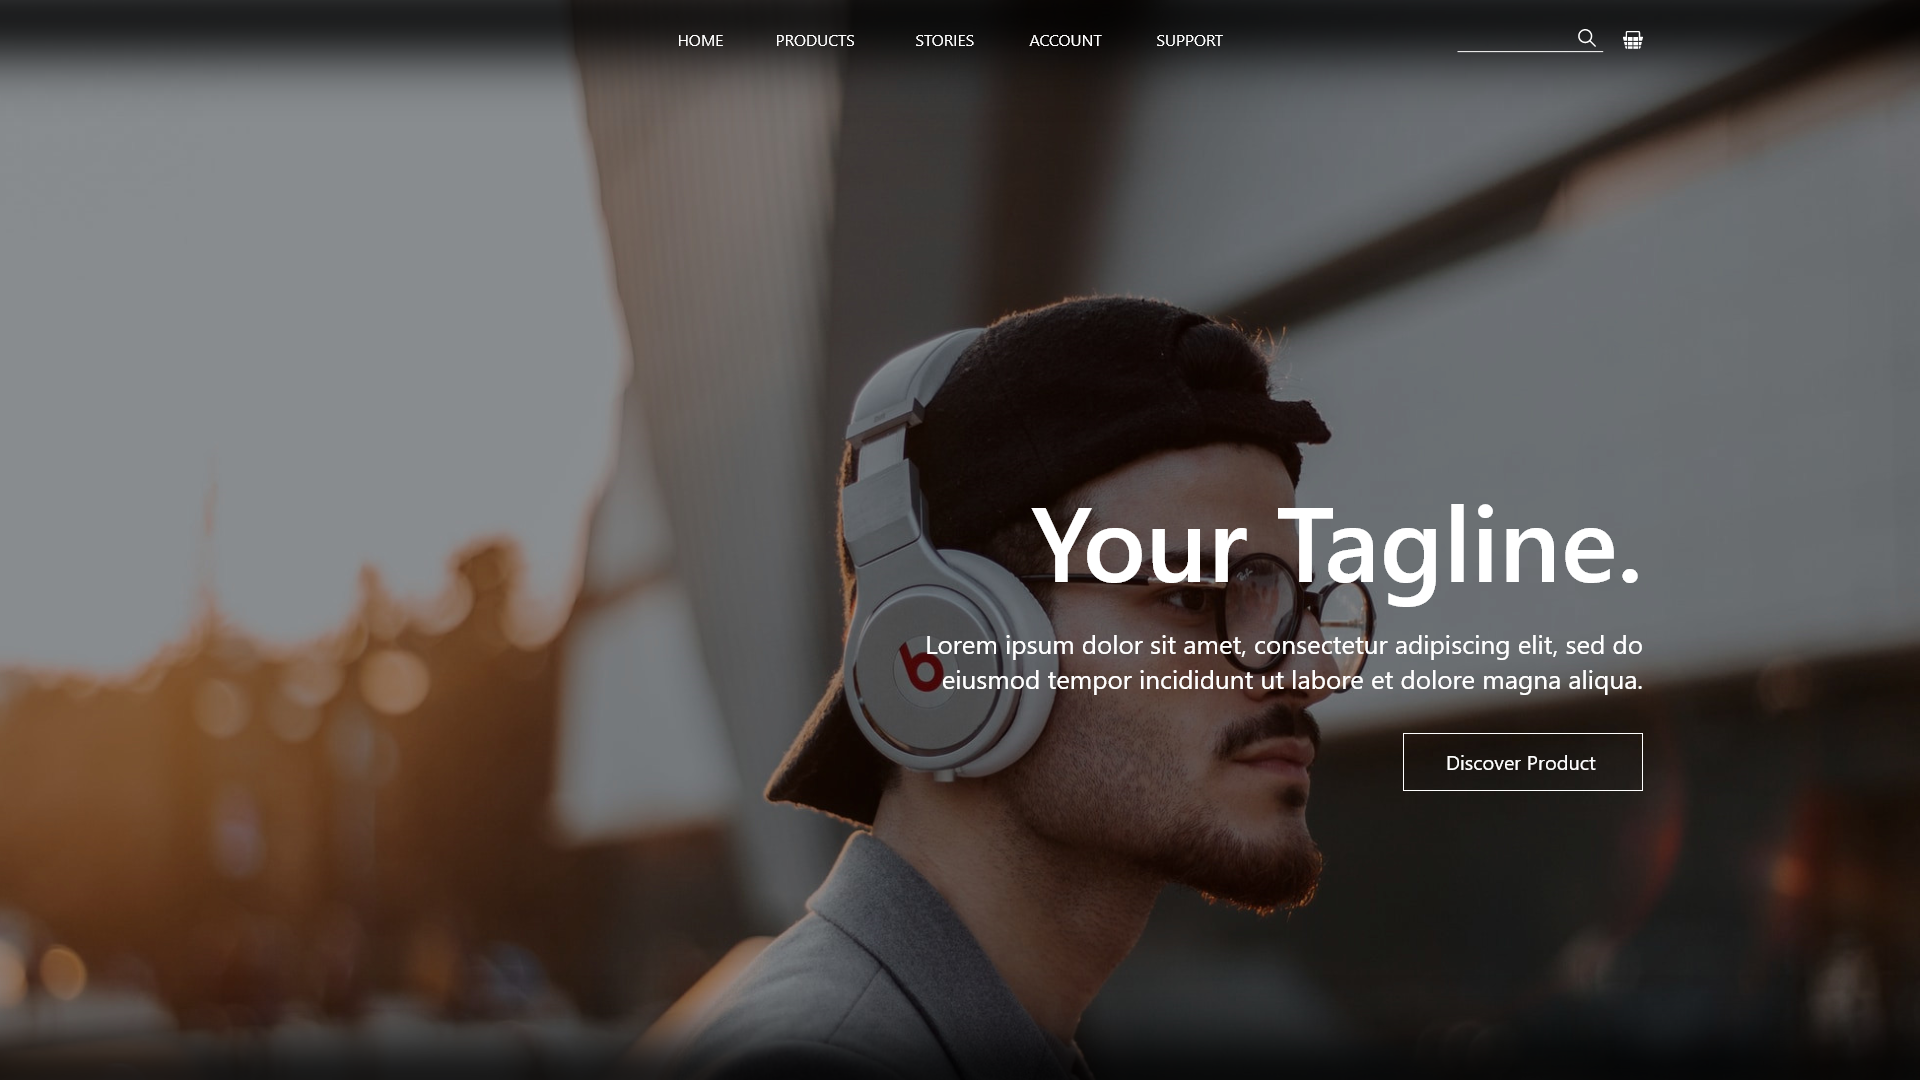 HOME PRODUCTS STORIES ACCOUNT SUPPORT
Your Tagline.
Lorem ipsum dolor sit amet, consectetur adipiscing elit, sed do
eiusmod tempor incididunt ut labore et dolore magna aliqua.
Discover Product